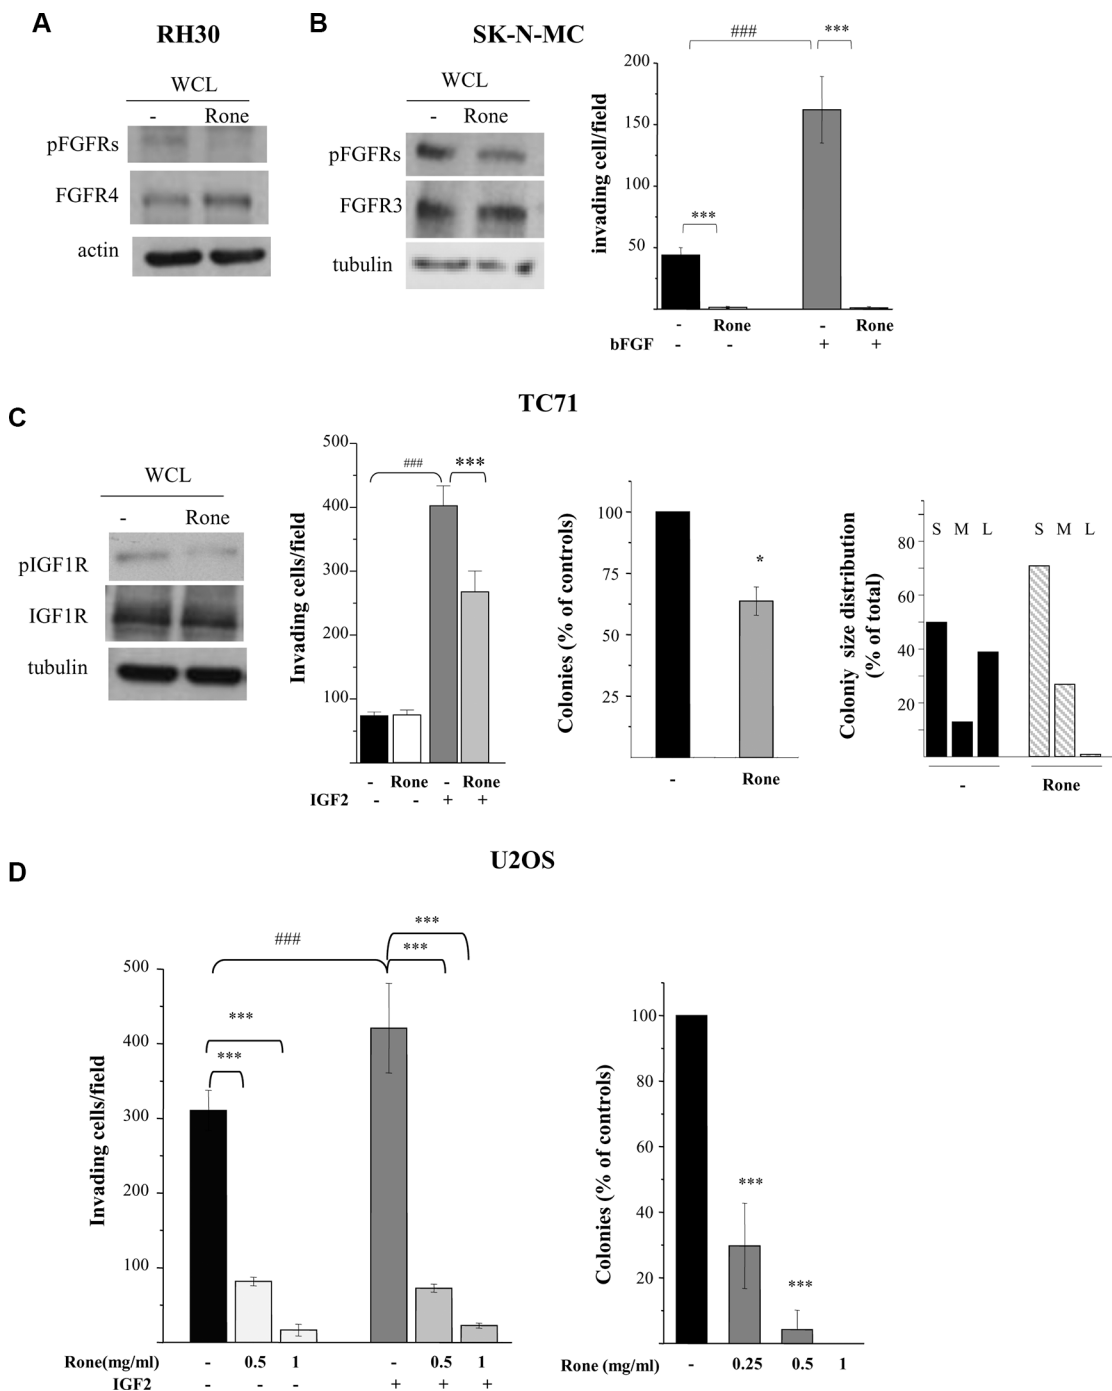 A
RH30
WCL
- Rone
pFGFRs
FGFR4
actin
B
SK-N-MC
WCL
- Rone
pFGFRs
FGFR3
tubulin
### ***
200
150
100
50
invading cell/field
***
- Rone - Rone
bFGF - - + +
C
TC71
WCL
- Rone
pIGF1R
IGF1R
tubulin
500
400
300
200
100
Invading cells/field
### ***
- Rone - Rone
IGF2 - - + +
100
75
50
25
Colonies (% of controls)
*
- Rone
80
60
40
20
Coloniy size distribution
(% of total)
S M L S M L
- Rone
D
U2OS
500
400
300
200
100
Invading cells/field
***
### ***
***
***
Rone(mg/ml) - 0.5 1 - 0.5 1
IGF2 - - - + + +
100
80
60
40
20
Colonies (% of controls)
***
***
Rone (mg/ml) - 0.25 0.5 1